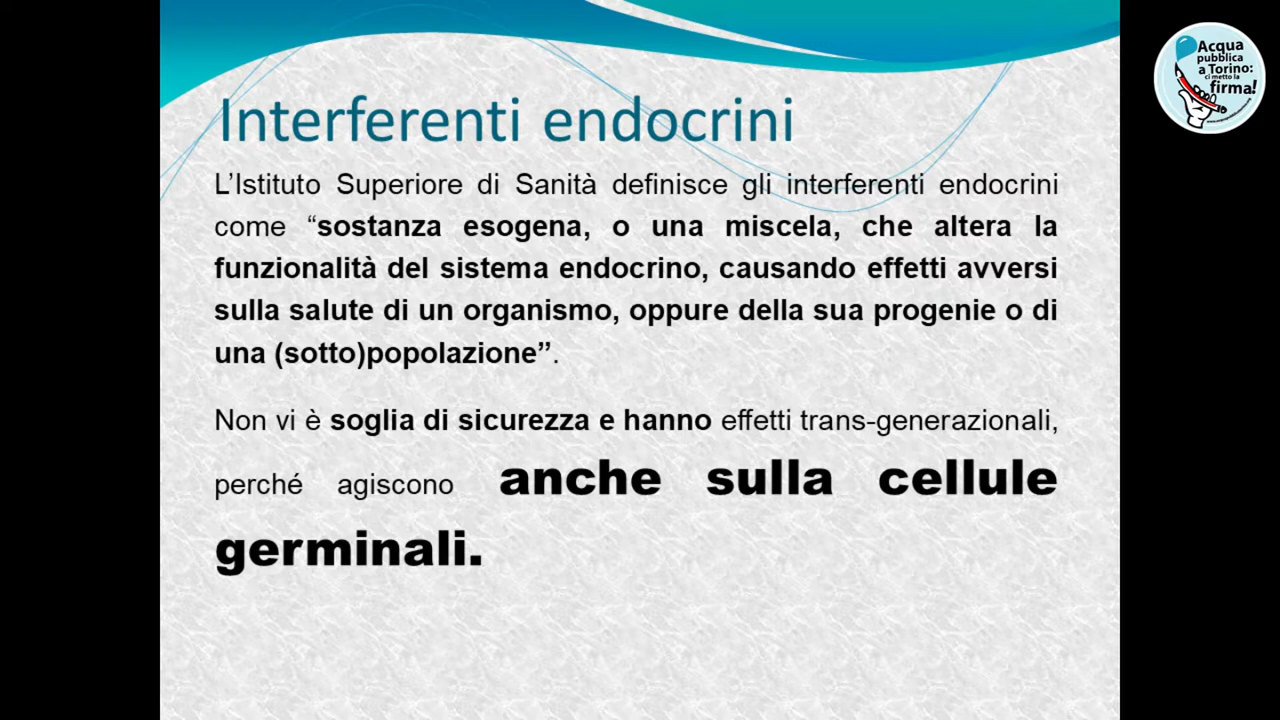 Interferenti endocrini
L’Istituto Superiore di Sanità definisce gli interferenti endocrini
come “sostanza esogena, o una miscela, che altera la
funzionalità del sistema endocrino, causando effetti avversi
sulla salute di un organismo, oppure della sua progenie o di
una (sotto)popolazione”.
Non vi è soglia di sicurezza e hanno effetti trans-generazionali,
perché agiscono anche sulla cellule
germinali.
Acqua
pubblica
a Torino:
ci metto la
firma!